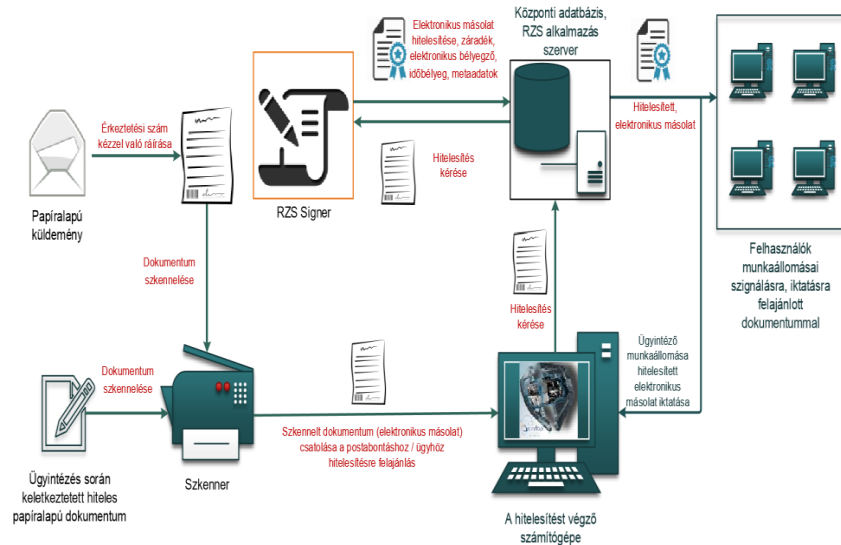 Elektronikus másolat
hitelesítése, záradék,
elektronikus bélyegző,
időbélyeg, metaadatok
Központi adatbázis,
RZS alkalmazás
szerver
Érkeztetési szám
kézzel való ráírása
Hitelesített,
elektronikus másolat
Hitelesítés
kérése
Papíralapú
küldemény
RZS Signer
Felhasználók
munkaállomásai
szignálásra, iktatásra
felajánlott
dokumentummal
Dokumentum
szkennelése
Hitelesítés
kérése
Ügyintéző
munkaállomása
hitelesített
elektronikus
másolat iktatása
Dokumentum
szkennelése
Szkennelt dokumentum (elektronikus másolat)
csatolása a postabontáshoz / ügyhöz
hitelesítésre felajánlás
Ügyintézés során
keletkeztetett hiteles
papíralapú dokumentum
Szkenner
A hitelesítést végző
számítógépe